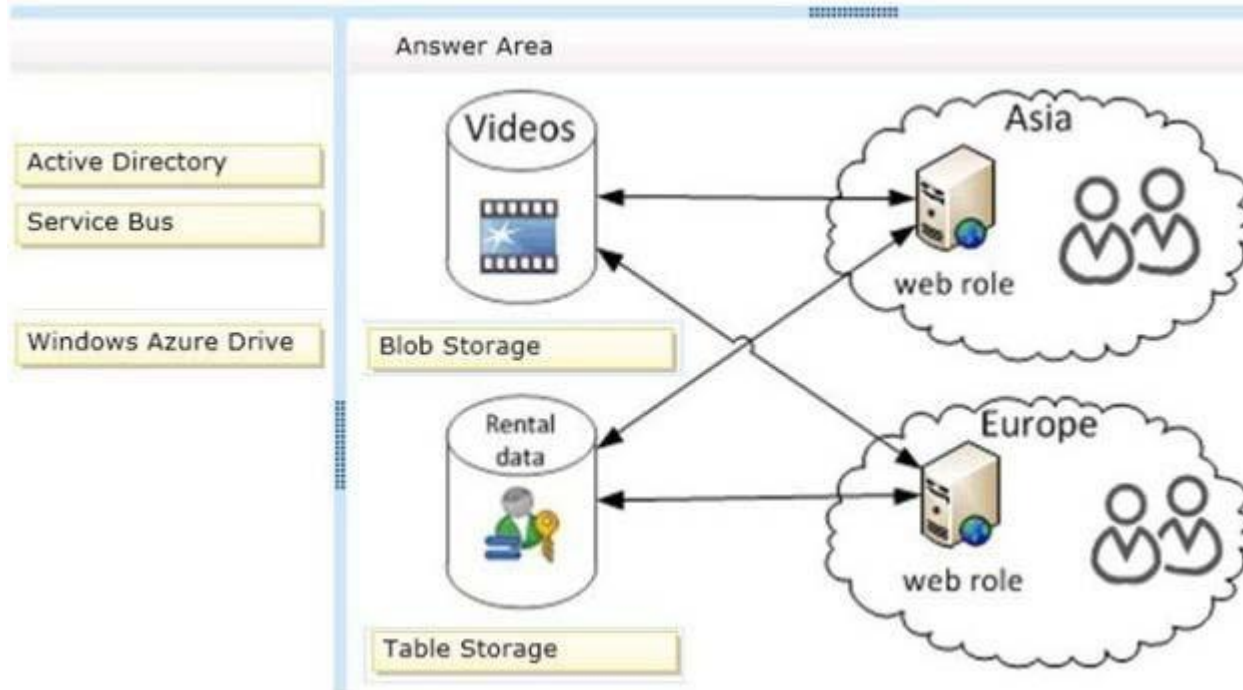 Answer Area
Active Directory
Service Bus
Windows Azure Drive
Videos
Blob Storage
Rental
data
Table Storage
Asia
web role
Europe
web role